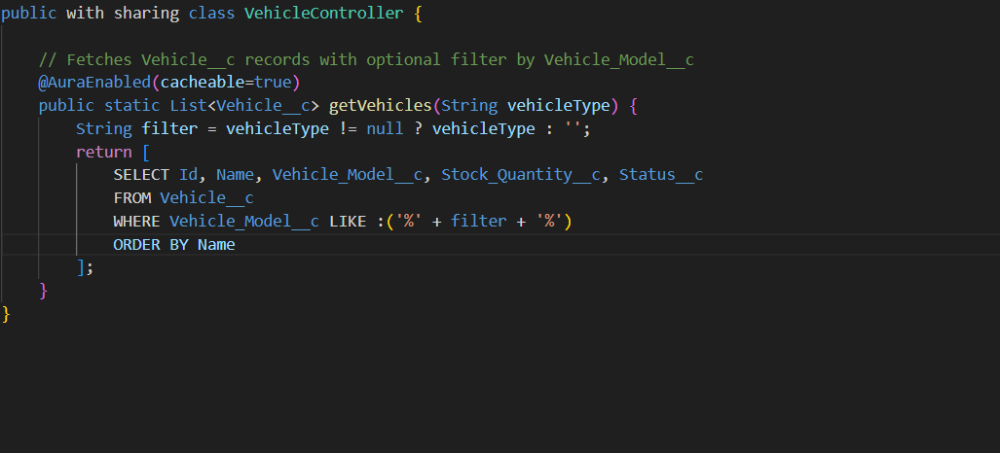 public with sharing class VehicleController {
// Fetches Vehicle__c records with optional filter by Vehicle_Model__c
@AuraEnabled(cacheable=true)
public static List<Vehicle__c> getVehicles(String vehicleType) {
String filter = vehicleType != null ? vehicleType : '';
return [
SELECT Id, Name, Vehicle_Model__c, Stock_Quantity__c, Status__c
FROM Vehicle__c
WHERE Vehicle_Model__c LIKE :('%' + filter + '%')
ORDER BY Name
];
}
}